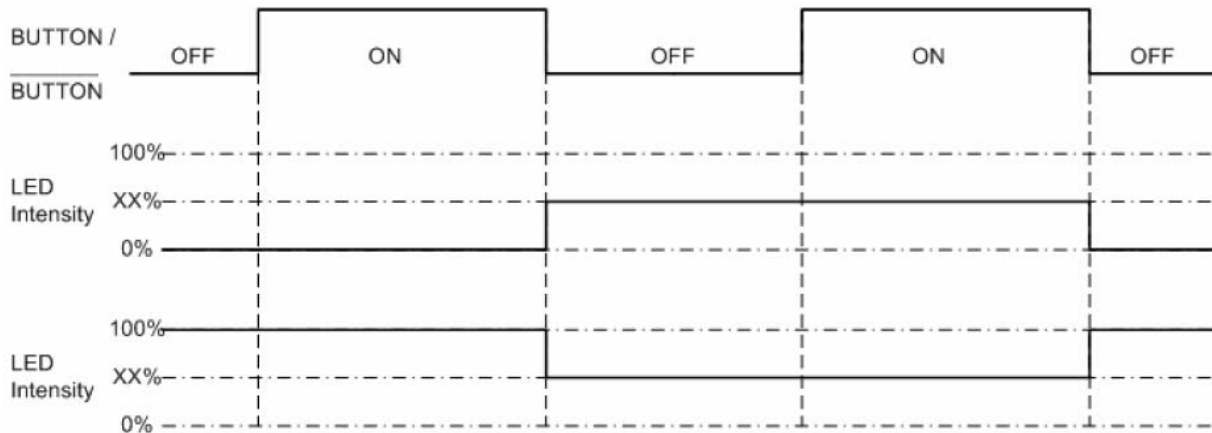 BUTTON /
BUTTON
OFF ON OFF ON OFF
100%
LED
Intensity
XX%
0%
100%
LED
Intensity
XX%
0%